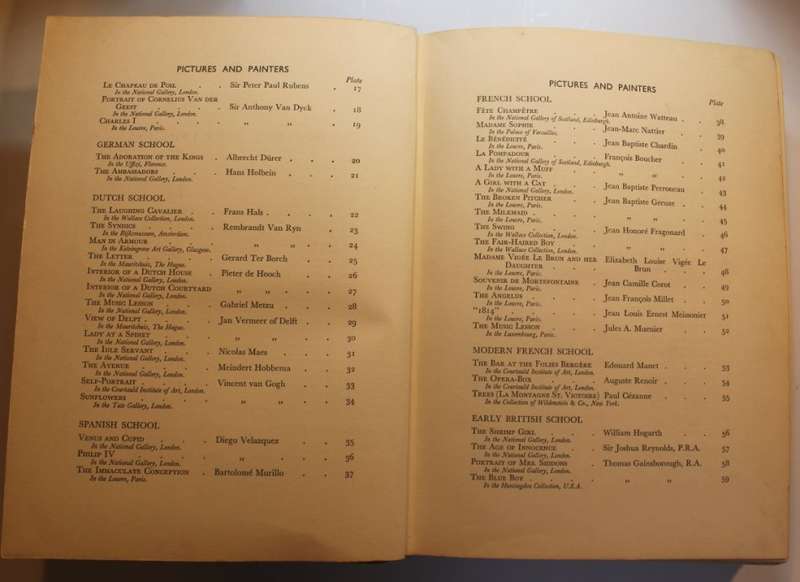 PICTURES AND PAINTERS
Plate
Le Chapeau de Poil . . Sir Peter Paul Rubens . 17
In the National Gallery, London.
Portrait of Cornelius Van der
Geest . . . Sir Anthony Van Dyck . 18
In the National Gallery, London.
Charles I . . . . " " . 19
In the Louvre, Paris.
GERMAN SCHOOL
The Adoration of the Kings . Albrecht Dürer . . . 20
In the Uffizi, Florence.
The Ambassadors . . Hans Holbein . . . 21
In the National Gallery, London.
DUTCH SCHOOL
The Laughing Cavalier . . Frans Hals . . . . 22
In the Wallace Collection, London.
The Syndics . . . Rembrandt Van Ryn . 23
In the Rijksmuseum, Amsterdam.
Man in Armour . . . " " . 24
In the Kelvingrove Art Gallery, Glasgow.
The Letter . . . . Gerard Ter Borch . . 25
In the Mauritshuis, The Hague.
Interior of a Dutch House . Pieter de Hooch . . 26
In the National Gallery, London.
Interior of a Dutch Courtyard " " . . 27
In the National Gallery, London.
The Music Lesson . . . Gabriel Metzu . . . 28
In the National Gallery, London.
View of Delft . . . . Jan Vermeer of Delft . . 29
In the Mauritshuis, The Hague.
Lady at a Spinet . . . " " . . 30
In the National Gallery, London.
The Idle Servant . . . Nicolas Maes . . . 31
In the National Gallery, London.
The Avenue . . . . Meindert Hobbema . . 32
In the National Gallery, London.
Self-Portrait . . . . Vincent van Gogh . . 33
In the Courtauld Institute of Art, London.
Sunflowers . . . . " " . . 34
In the Tate Gallery, London.
SPANISH SCHOOL
Venus and Cupid . . Diego Velasquez . . 35
In the National Gallery, London.
Philip IV . . . . " . . 36
In the National Gallery, London.
The Immaculate Conception . Bartolomé Murillo . . 37
In the Louvre, Paris.
PICTURES AND PAINTERS
Plate
FRENCH SCHOOL
Fête Champêtre . . . Jean Antoine Watteau . . 38
In the National Gallery of Scotland, Edinburgh.
Madame Sophie . . . Jean-Marc Nattier . . 39
In the Palace of Versailles.
Le Bénédicité . . . Jean Baptiste Chardin . . 40
In the Louvre, Paris.
La Pompadour . . . François Boucher . . 41
In the National Gallery of Scotland, Edinburgh.
A Lady with a Muff . . " " . . 42
In the Louvre, Paris.
A Girl with a Cat . . . Jean Baptiste Perroneau . 43
In the National Gallery, London.
The Broken Pitcher . . Jean Baptiste Greuze . . 44
In the Louvre, Paris.
The Milkmaid . . . " " . . 45
In the Louvre, Paris.
The Swing . . . . Jean Honoré Fragonard . 46
In the Wallace Collection, London.
The Fair-Haired Boy . . " " . 47
In the Wallace Collection, London.
Madame Vigée Le Brun and her Elizabeth Louise Vigée Le
Daughter . . . Brun . . . 48
In the Louvre, Paris.
Souvenir de Mortefontaine . Jean Camille Corot . . 49
In the Louvre, Paris.
The Angelus . . . Jean François Millet . . 50
In the Louvre, Paris.
"1814" . . . . Jean Louis Ernest Meissonier 51
In the Louvre, Paris.
The Music Lesson . . . Jules A. Muenier . . 52
In the Luxembourg, Paris.
MODERN FRENCH SCHOOL
The Bar at the Folies Bergère Edouard Manet . . . 53
In the Courtauld Institute of Art, London.
The Opera-Box . . . Auguste Renoir . . . 54
In the Courtauld Institute of Art, London.
Trees (La Montagne St. Victoire) Paul Cézanne . . . 55
In the Collection of Wildenstein & Co., New York.
EARLY BRITISH SCHOOL
The Shrimp Girl . . . William Hogarth . . 56
In the National Gallery, London.
The Age of Innocence . . Sir Joshua Reynolds, P.R.A. 57
In the National Gallery, London.
Portrait of Mrs. Siddons . Thomas Gainsborough, R.A. 58
In the National Gallery, London.
The Blue Boy . . . . " " 59
In the Huntingdon Collection, U.S.A.